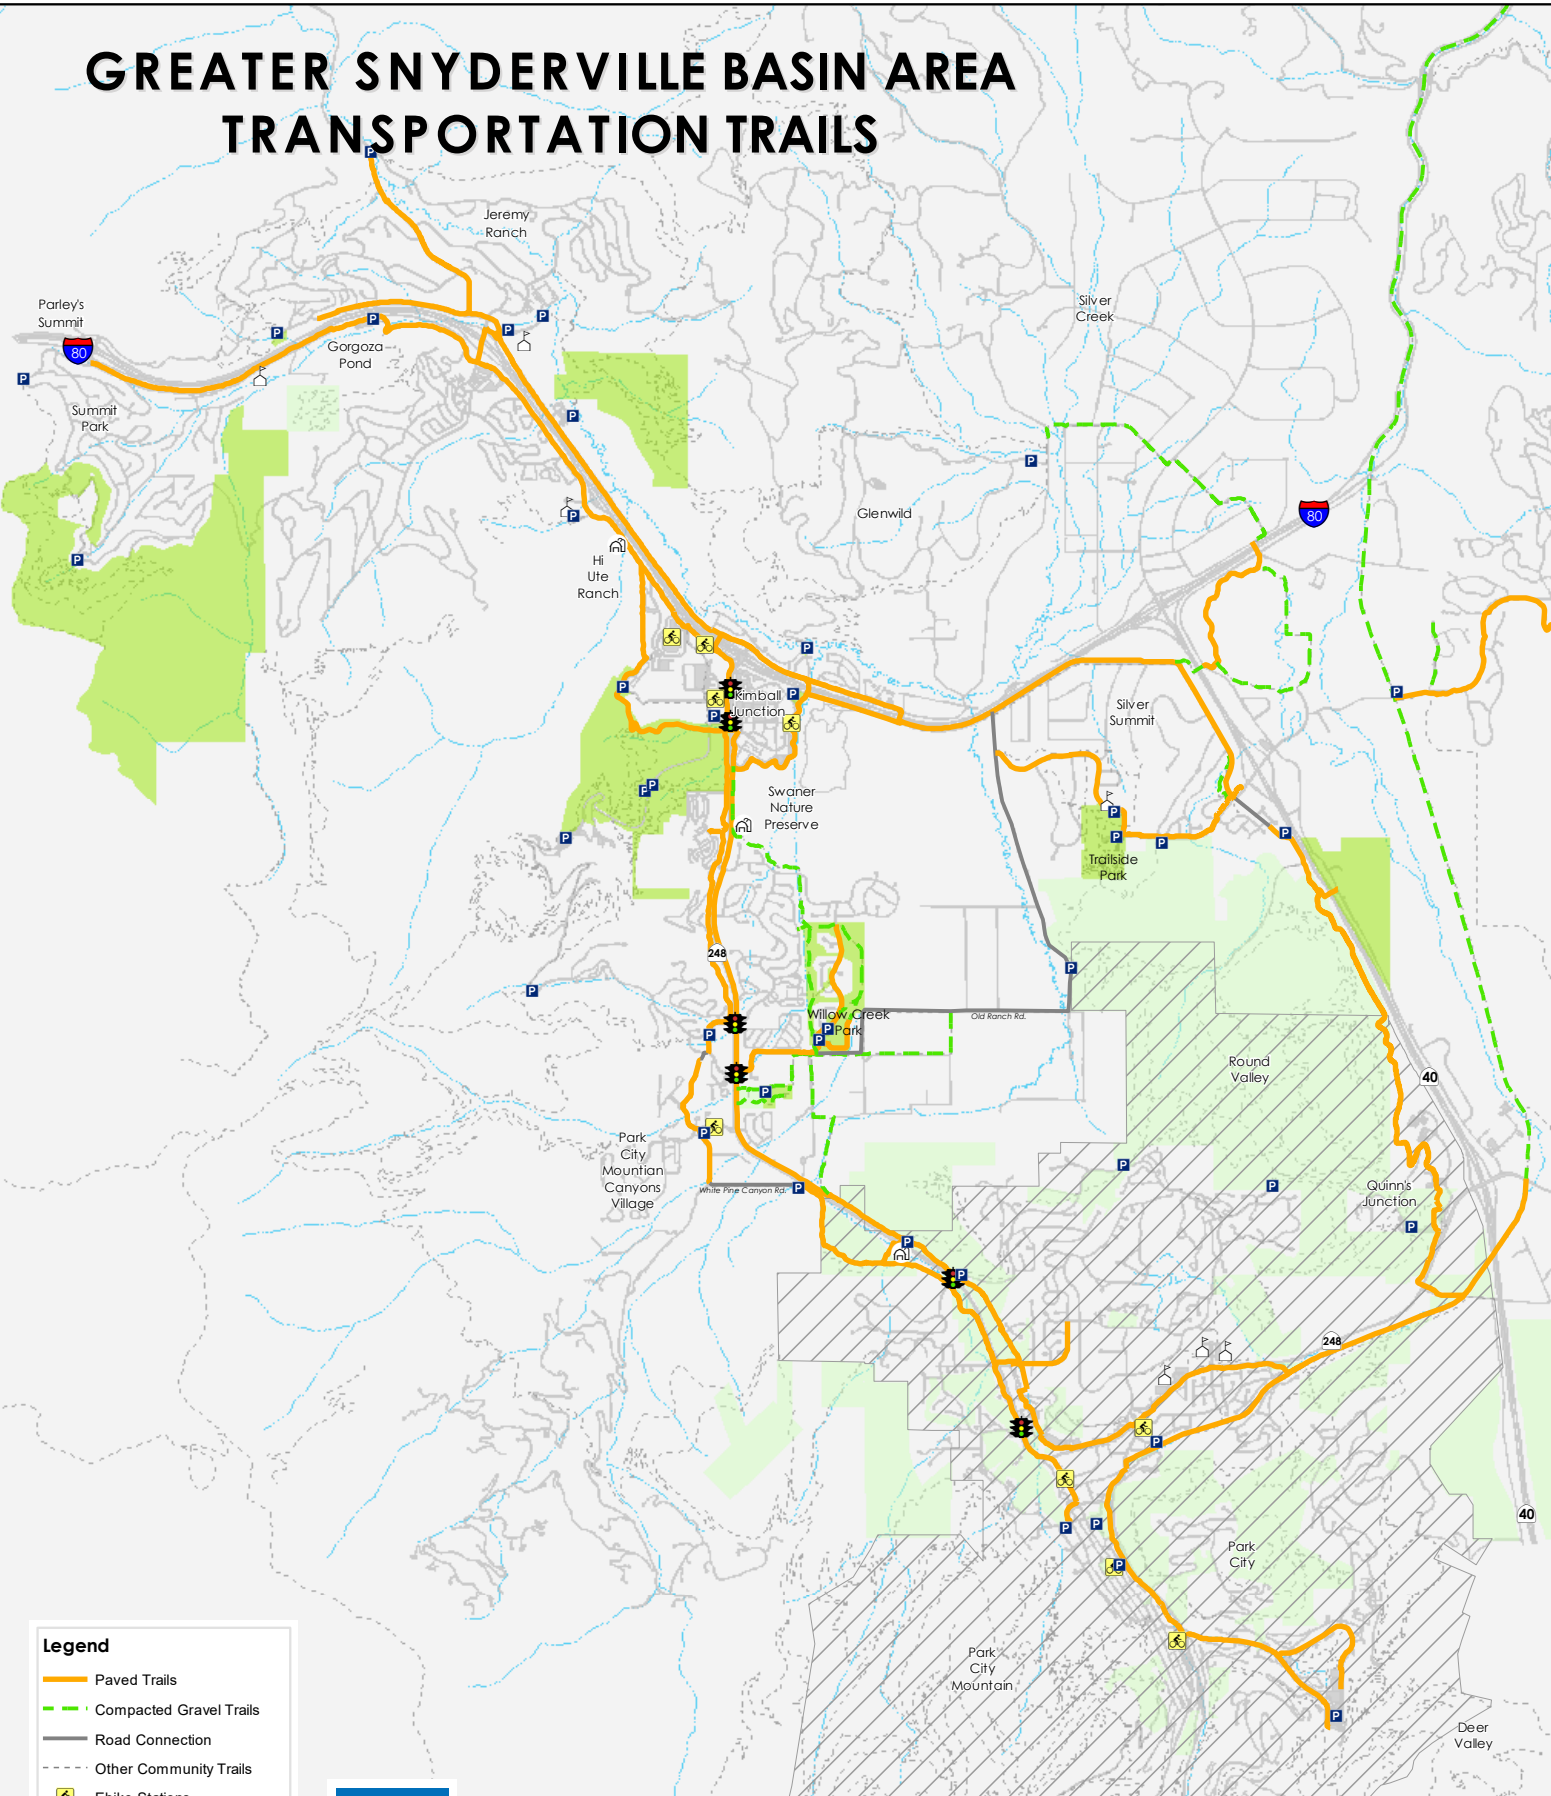 GREATER SNYDERVILLE BASIN AREA
TRANSPORTATION TRAILS
P
Jeremy
Ranch
Parley's
Summit
80
Gorgoza
Pond
Summit
Park
Silver
Creek
Glenwild
80
Hi
Ute
Ranch
Kimball
Junction
Silver
Summit
Swaner
Nature
Preserve
Trailside
Park
248
Willow Creek
Park
Old Ranch Rd.
Round
Valley
40
Park
City
Mountian
Canyons
Village
White Pine Canyon Rd.
Quinn's
Junction
248
40
Park
City
Park
City
Mountain
Deer
Valley
Legend
Paved Trails
Compacted Gravel Trails
Road Connection
Other Community Trails